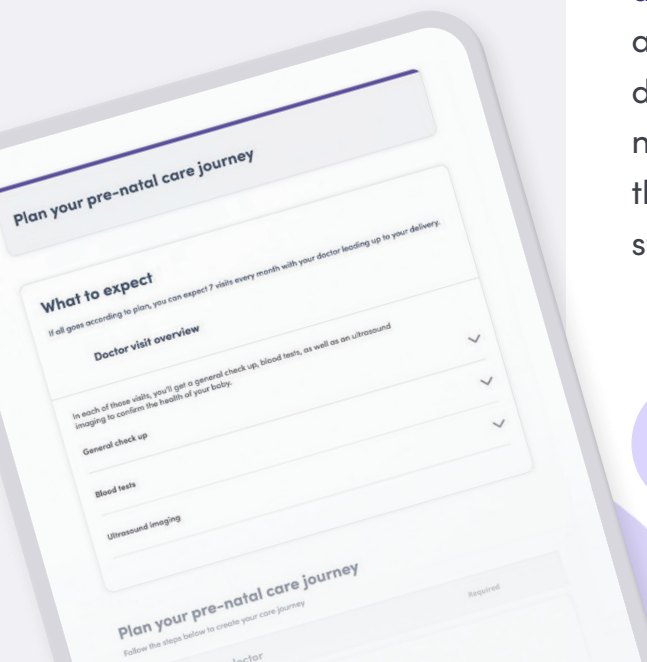 Plan your pre-natal care journey
What to expect
If all goes according to plan, you can expect 7 visits every month with your doctor leading up to your delivery.
Doctor visit overview
In each of those visits, you'll get a general check up, blood tests, as well as an ultrasound
imaging to confirm the health of your baby.
General check up
Blood tests
Ultrasound imaging
Plan your pre-natal care journey
Follow the steps below to create your care journey
Required